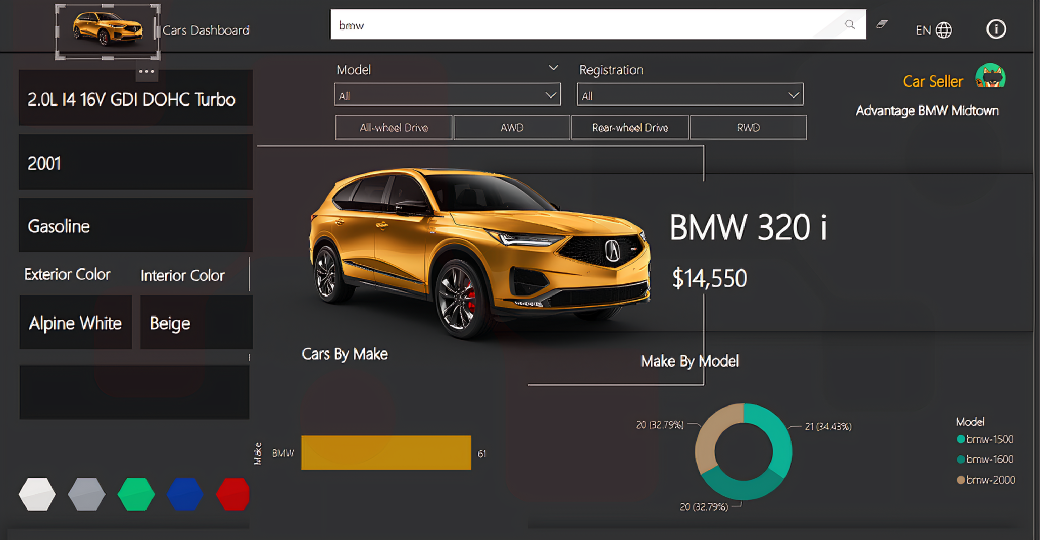 Cars Dashboard
bmw
EN
Model
Registration
All
All
All-wheel Drive
AWD
Rear-wheel Drive
RWD
Car Seller
Advantage BMW Midtown
2.0L I4 16V GDI DOHC Turbo
2001
Gasoline
Exterior Color
Interior Color
Alpine White
Beige
BMW 320 i
$14,550
Cars By Make
Make
BMW
61
Make By Model
20 (32.79%)
21 (34.43%)
20 (32.79%)
Model
bmw-1500
bmw-1600
bmw-2000